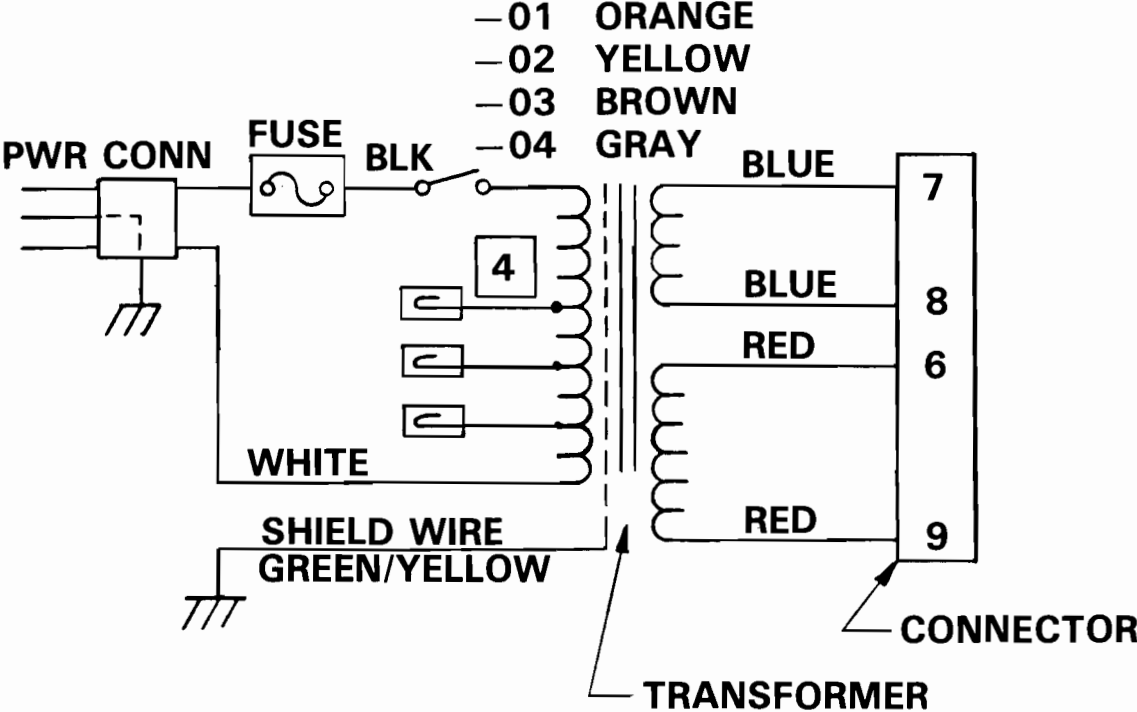 —01 ORANGE
—02 YELLOW
—03 BROWN
—04 GRAY
PWR CONN
FUSE
BLK
BLUE
7
4
BLUE
8
RED
6
WHITE
SHIELD WIRE
GREEN/YELLOW
RED
9
CONNECTOR
TRANSFORMER